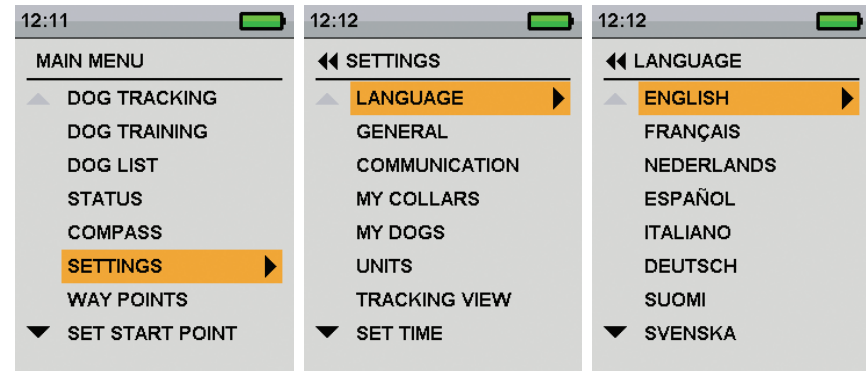 12:11
MAIN MENU
DOG TRACKING
DOG TRAINING
DOG LIST
STATUS
COMPASS
SETTINGS
WAY POINTS
SET START POINT
12:12
SETTINGS
LANGUAGE
GENERAL
COMMUNICATION
MY COLLARS
MY DOGS
UNITS
TRACKING VIEW
SET TIME
12:12
LANGUAGE
ENGLISH
FRANÇAIS
NEDERLANDS
ESPAÑOL
ITALIANO
DEUTSCH
SUOMI
SVENSKA